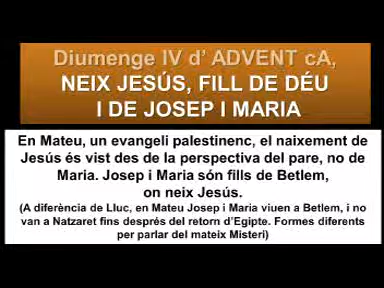 Diumenge IV d' ADVENT cA,
NEIX JESÚS, FILL DE DÉU
I DE JOSEP I MARIA
En Mateu, un evangeli palestinenc, el naixement de
Jesús és vist des de la perspectiva del pare, no de
Maria. Josep i Maria són fills de Betlem,
on neix Jesús.
(A diferència de Lluc, en Mateu Josep i Maria viuen a Betlem, i no
van a Natzaret fins després del retorn d'Egipte. Formes diferents
per parlar del mateix Misteri)